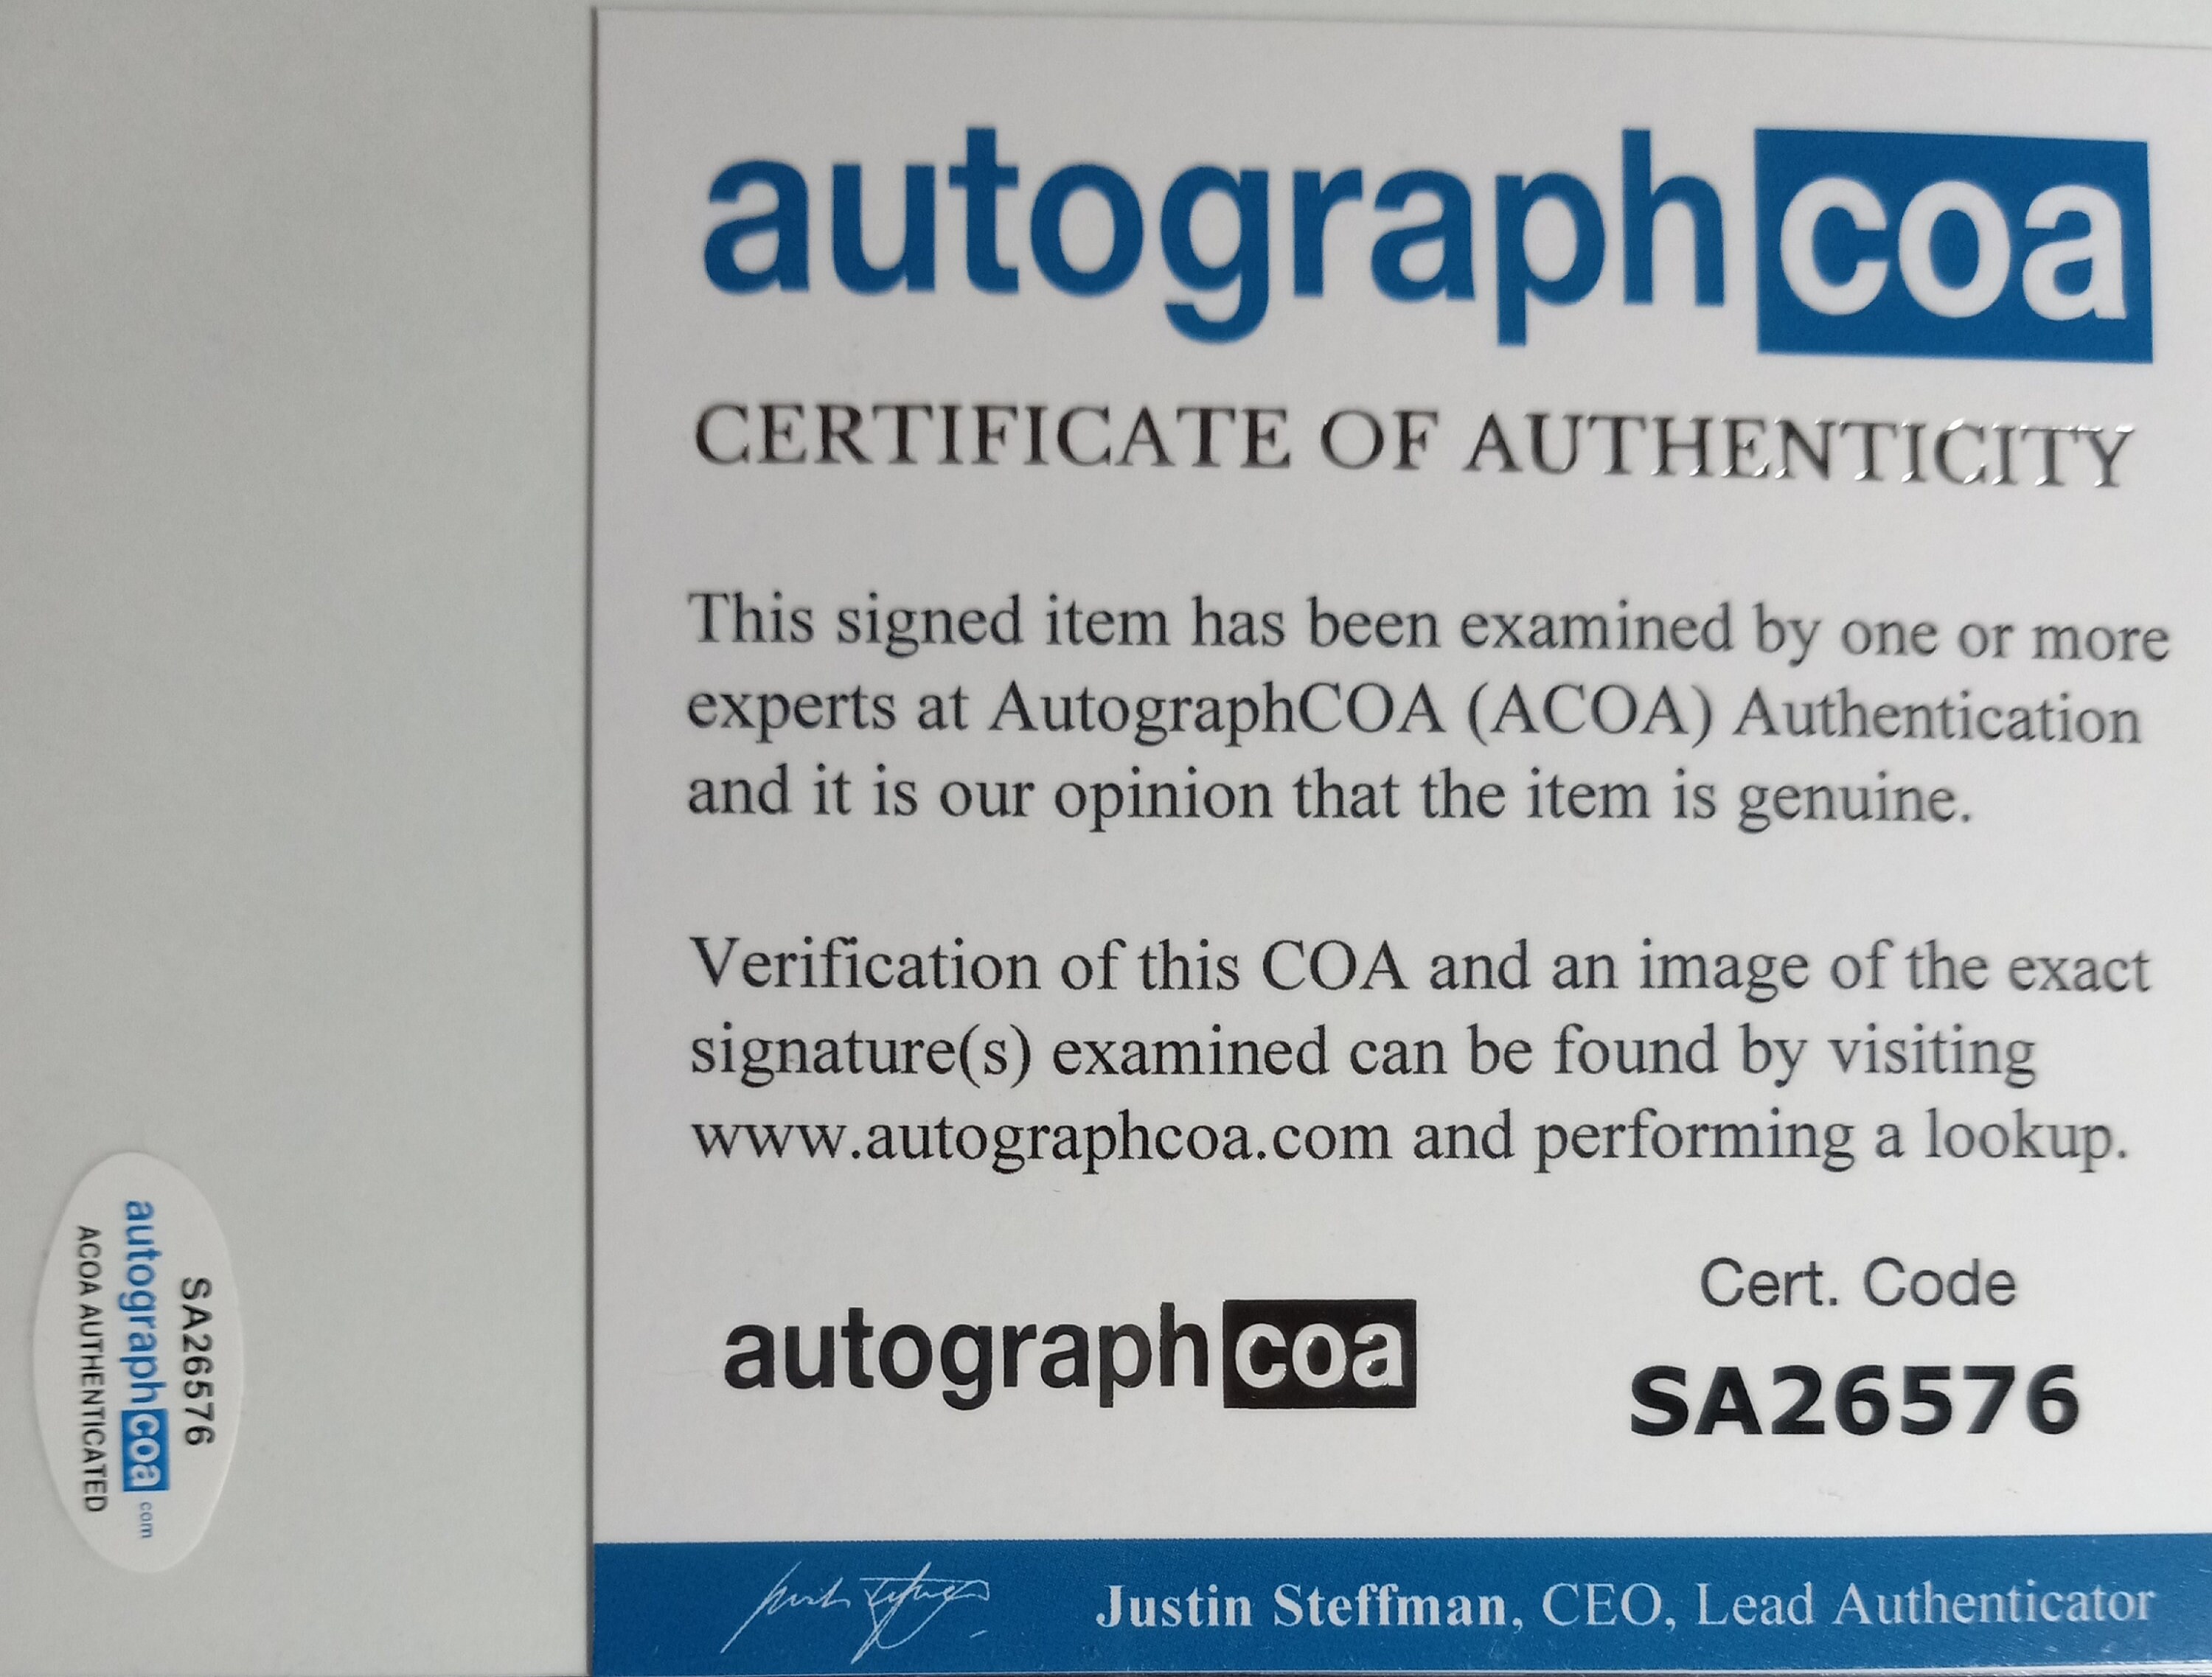 autographcoa
CERTIFICATE OF AUTHENTICITY
This signed item has been examined by one or more
experts at AutographCOA (ACOA) Authentication
and it is our opinion that the item is genuine.
Verification of this COA and an image of the exact
signature(s) examined can be found by visiting
www.autographcoa.com and performing a lookup.
autographcoa
Cert. Code
SA26576
Justin Steffman, CEO, Lead Authenticator
SA26576
autographcoa.com
ACOA AUTHENTICATED